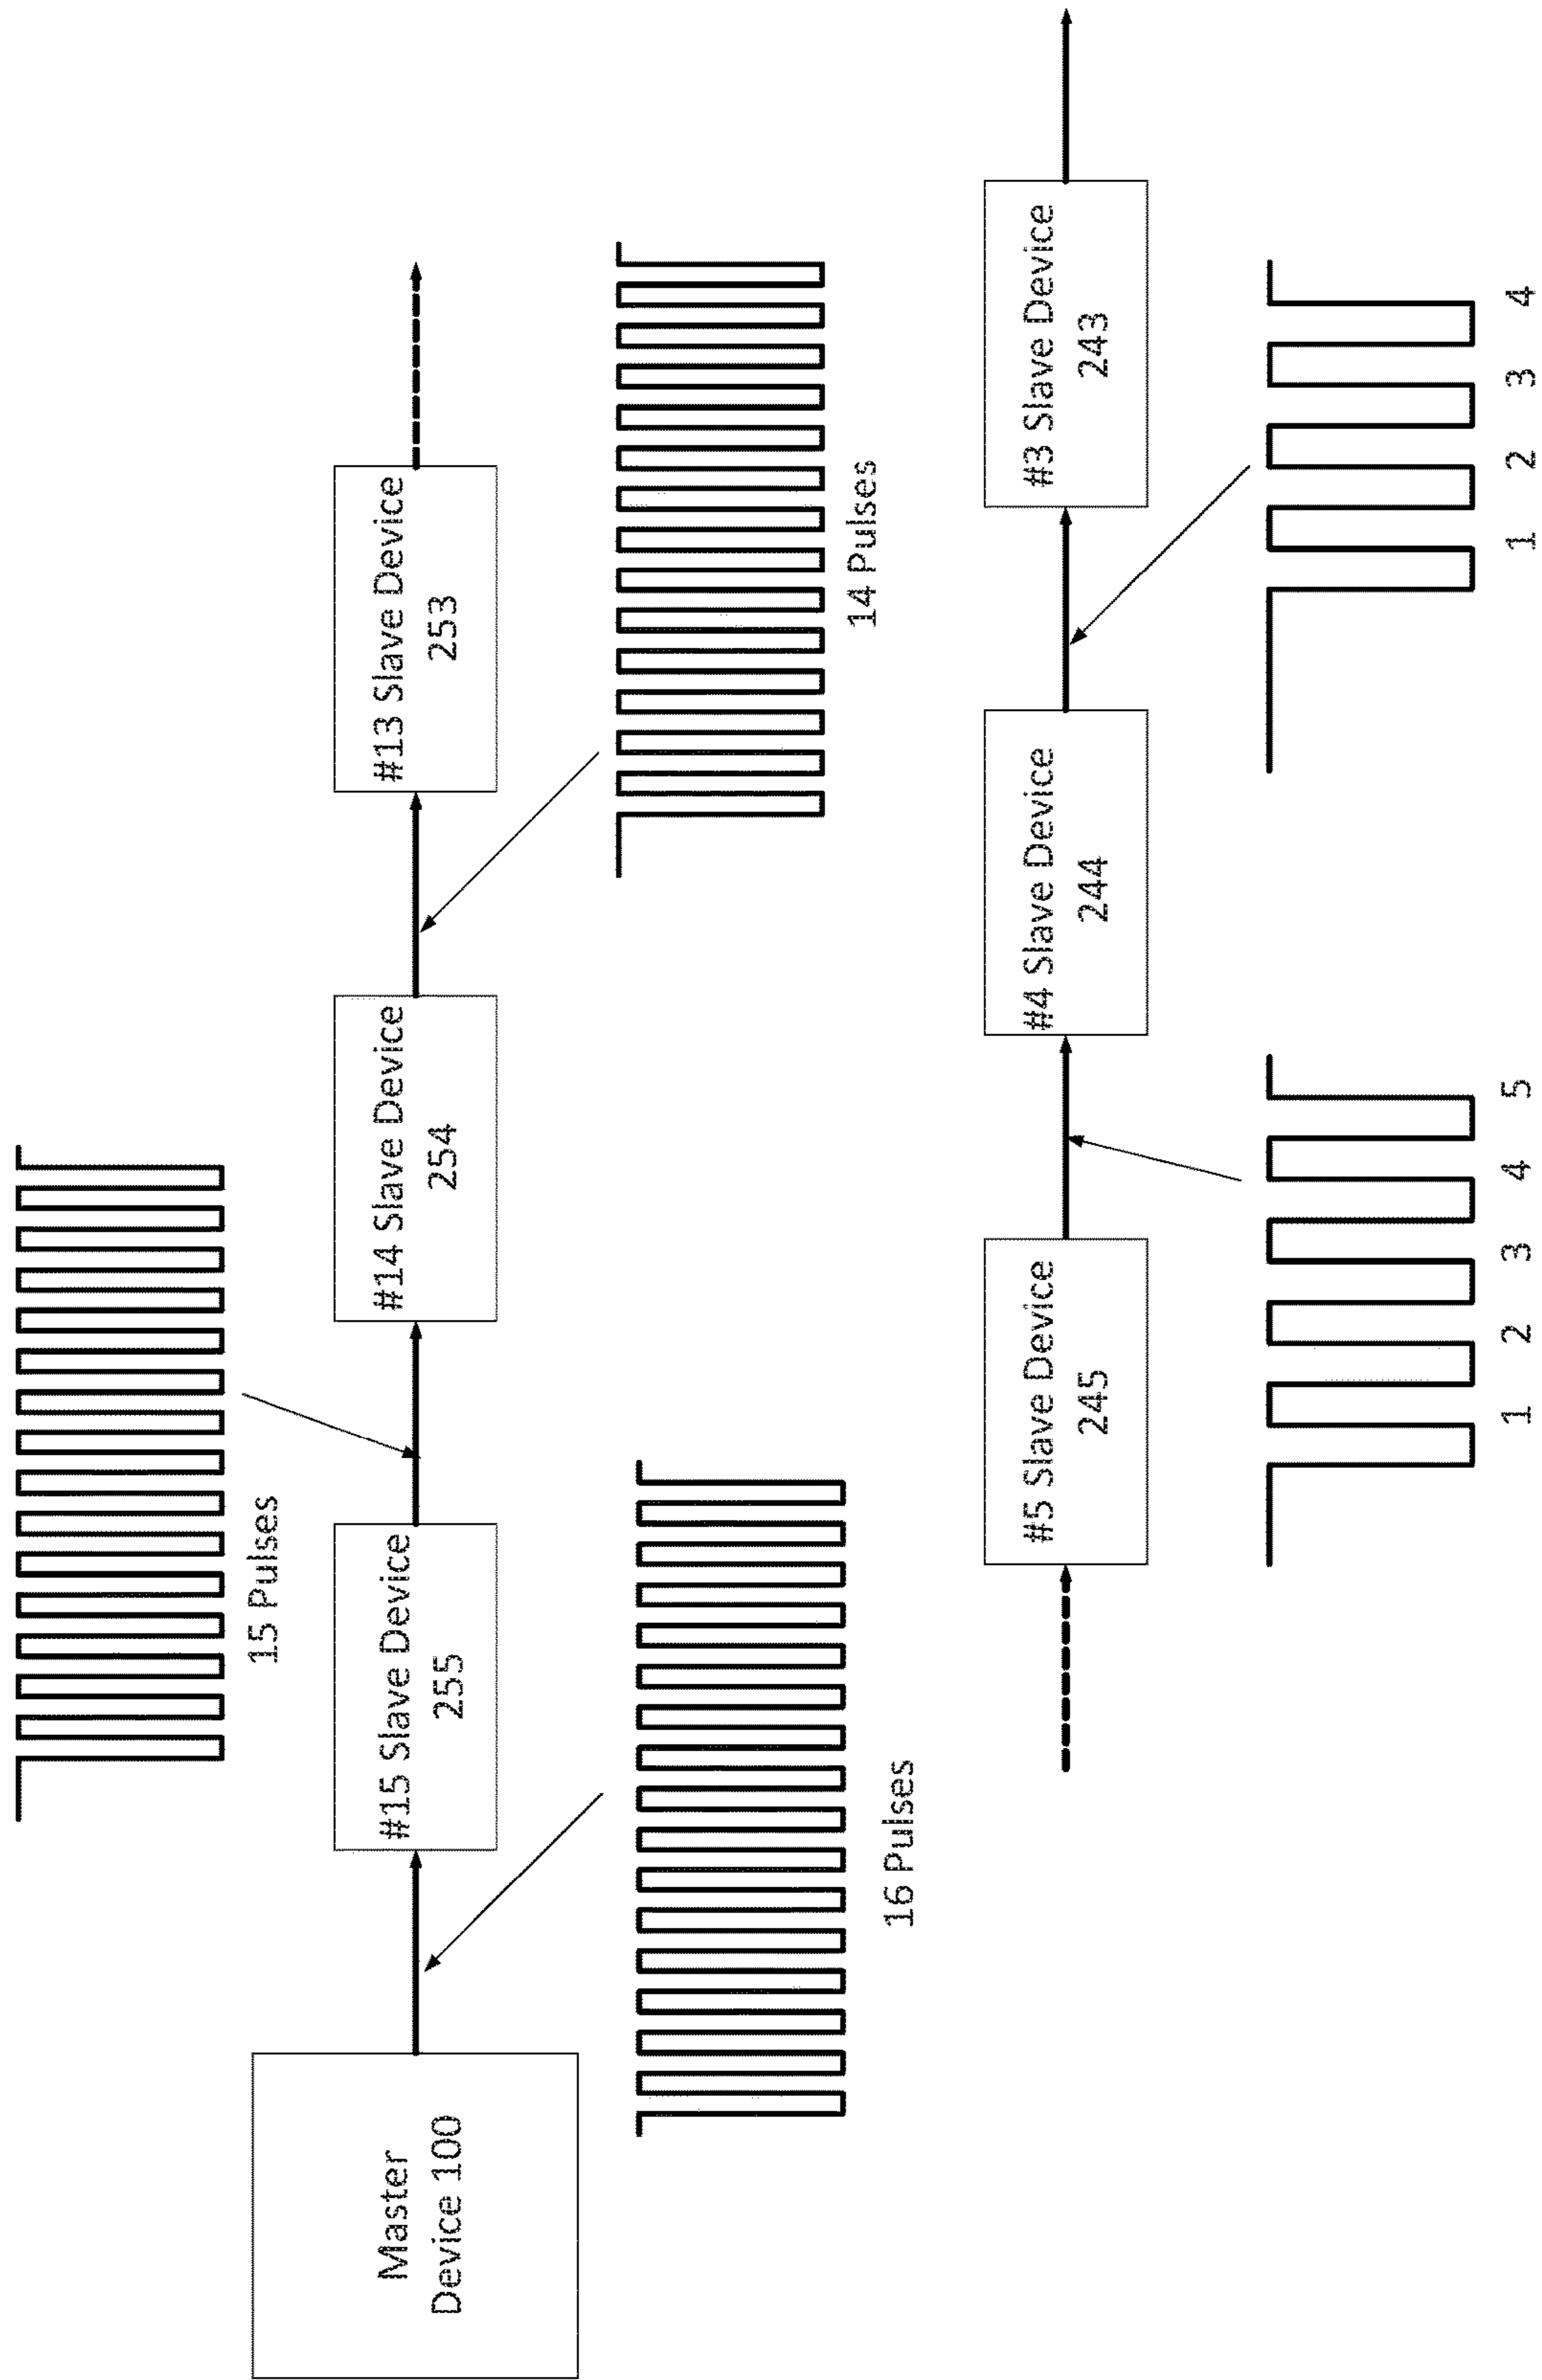 15 Pulses
Master
Device 100
#15 Slave Device
255
#14 Slave Device
254
#13 Slave Device
253
16 Pulses
14 Pulses
#5 Slave Device
245
#4 Slave Device
244
#3 Slave Device
243
1 2 3 4 5
1 2 3 4